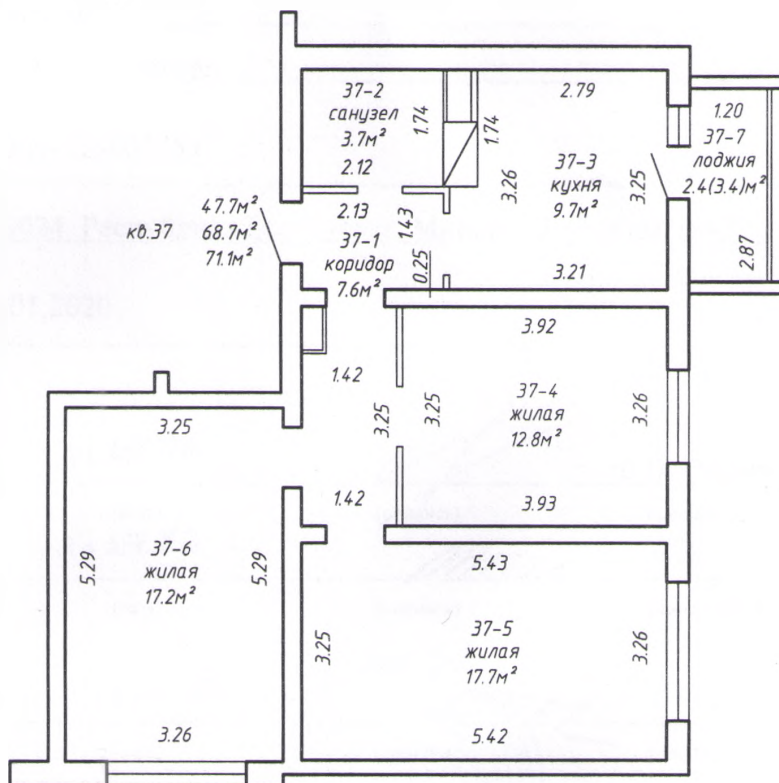 37-2
санузел
3.7м²
2.12
1.74
1.74
2.79
1.20
37-7
лоджия
2.4(3.4)м²
2.87
37-3
кухня
9.7м²
3.26
3.25
3.21
кв.37
47.7м²
68.7м²
71.1м²
2.13
1.43
37-1
коридор
7.6м²
0.25
1.42
3.25
1.42
3.92
37-4
жилая
12.8м²
3.25
3.26
3.93
3.25
37-6
жилая
17.2м²
5.29
5.29
3.26
5.43
37-5
жилая
17.7м²
3.25
3.26
5.42